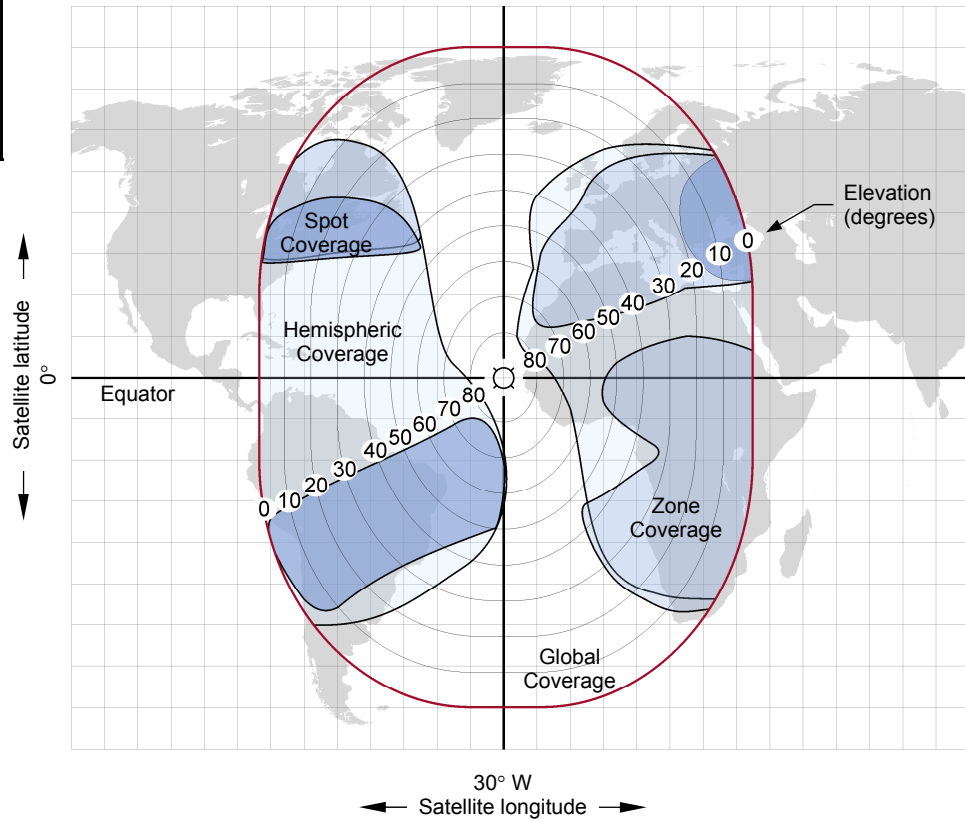 Spot
Coverage
Elevation
(degrees)
0
10
20
30
40
50
60
70
80
Hemispheric
Coverage
Satellite latitude
0°
Equator
80
70
60
50
40
30
20
10
0
Zone
Coverage
Global
Coverage
30° W
Satellite longitude